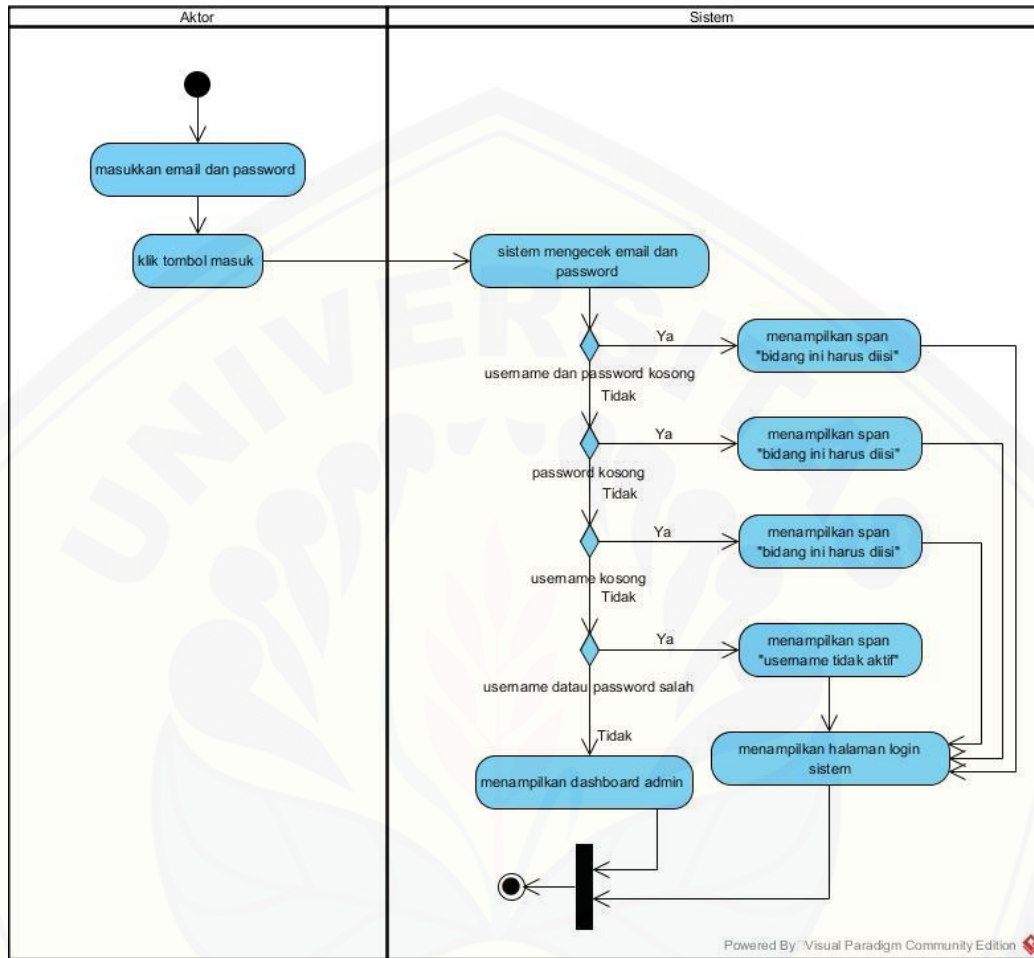 Aktor
Sistem
masukkan email dan password
klik tombol masuk
sistem mengecek email dan
password
Ya
menampilkan span
"bidang ini harus diisi"
username dan password kosong
Tidak
Ya
menampilkan span
"bidang ini harus diisi"
password kosong
Tidak
Ya
menampilkan span
"bidang ini harus diisi"
username kosong
Tidak
Ya
menampilkan span
"username tidak aktif"
username datau password salah
Tidak
menampilkan halaman login
sistem
menampilkan dashboard admin
UNIVERSITAS
Powered By Visual Paradigm Community Edition